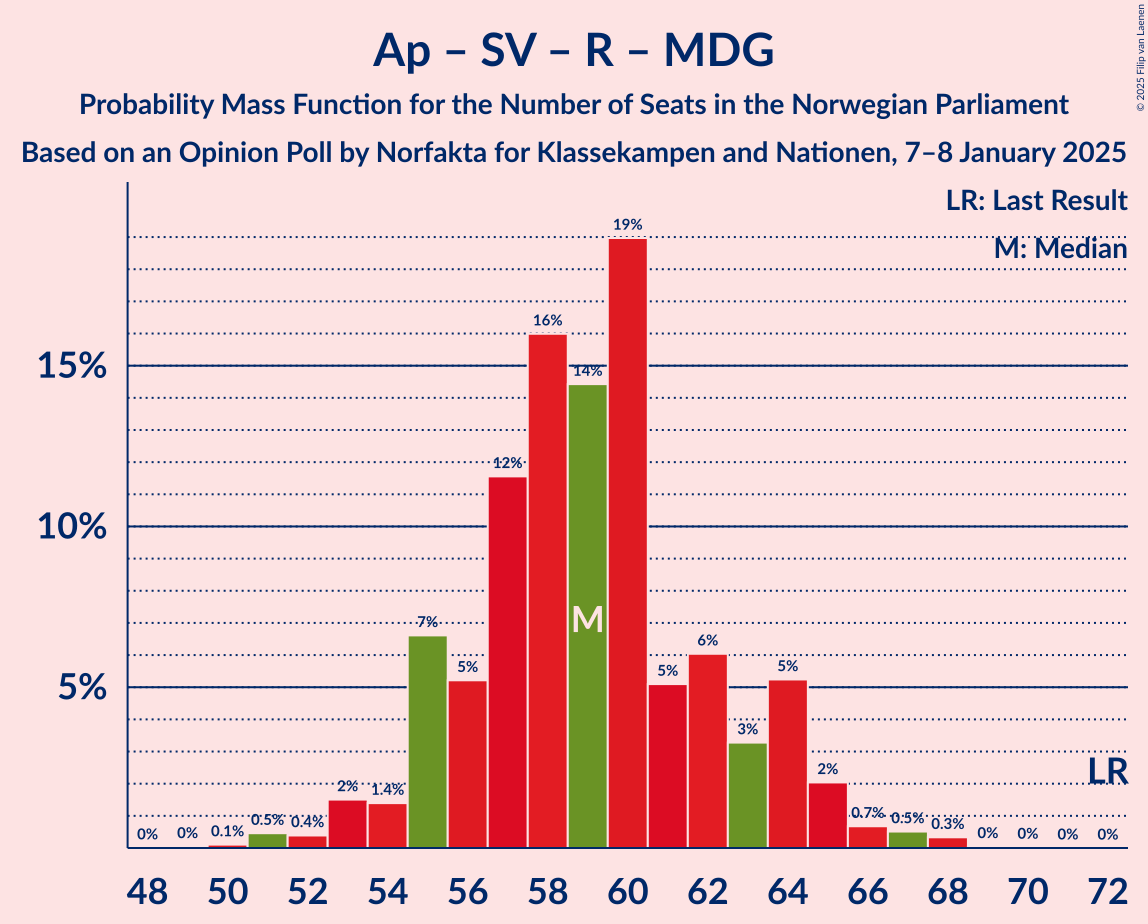 Ap – SV – R – MDG
Probability Mass Function for the Number of Seats in the Norwegian Parliament
Based on an Opinion Poll by Norfakta for Klassekampen and Nationen, 7–8 January 2025
© 2025 Filip van Laenen
LR: Last Result
M: Median
15%
10%
5%
0% 0% 0.1% 0.5% 0.4% 2% 1.4% 7% 5% 12% 16% 14% 19% 5% 6% 3% 5% 2% 0.7% 0.5% 0.3% 0% 0% 0% 0%
M
LR
48 50 52 54 56 58 60 62 64 66 68 70 72